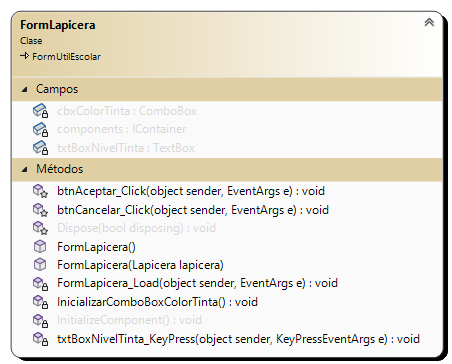 FormLapicera
Clase
FormUtilEscolar
Campos
cbxColorTinta : ComboBox
components : IContainer
txtBoxNivelTinta : TextBox
Métodos
btnAceptar_Click(object sender, EventArgs e) : void
btnCancelar_Click(object sender, EventArgs e) : void
Dispose(bool disposing) : void
FormLapicera()
FormLapicera(Lapicera lapicera)
FormLapicera_Load(object sender, EventArgs e) : void
InicializarComboBoxColorTinta() : void
InitializeComponent() : void
txtBoxNivelTinta_KeyPress(object sender, KeyPressEventArgs e) : void